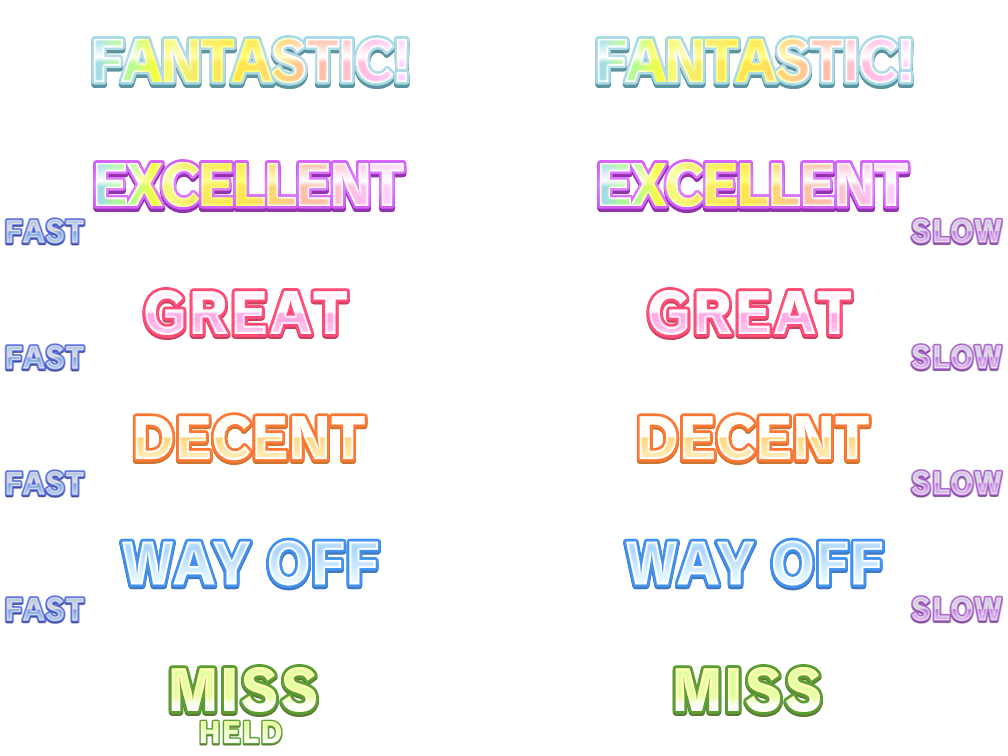 FANTASTIC! FANTASTIC!
EXCELLENT EXCELLENT
FAST SLOW
GREAT GREAT
FAST SLOW
DECENT DECENT
FAST SLOW
WAY OFF WAY OFF
FAST SLOW
MISS MISS
HELD